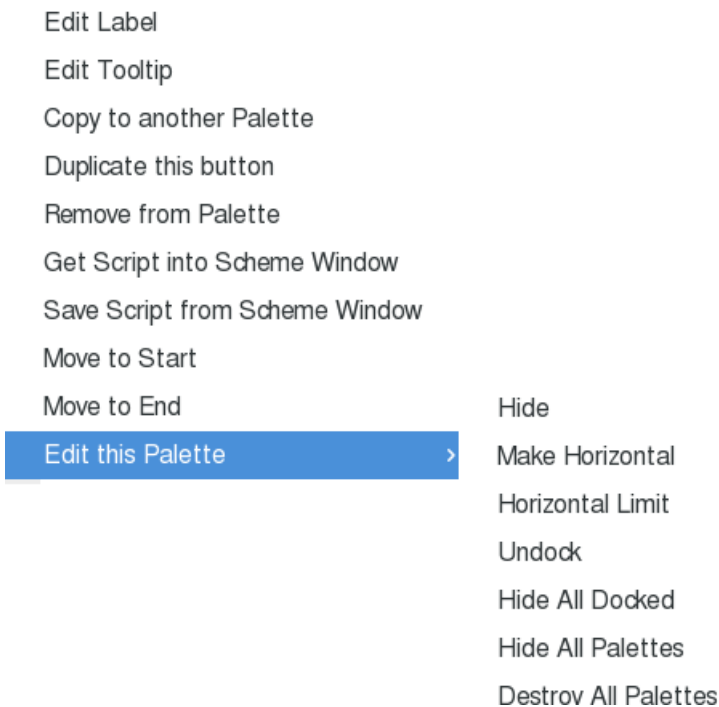 Edit Label
Edit Tooltip
Copy to another Palette
Duplicate this button
Remove from Palette
Get Script into Scheme Window
Save Script from Scheme Window
Move to Start
Move to End
Edit this Palette
Hide
Make Horizontal
Horizontal Limit
Undock
Hide All Docked
Hide All Palettes
Destroy All Palettes